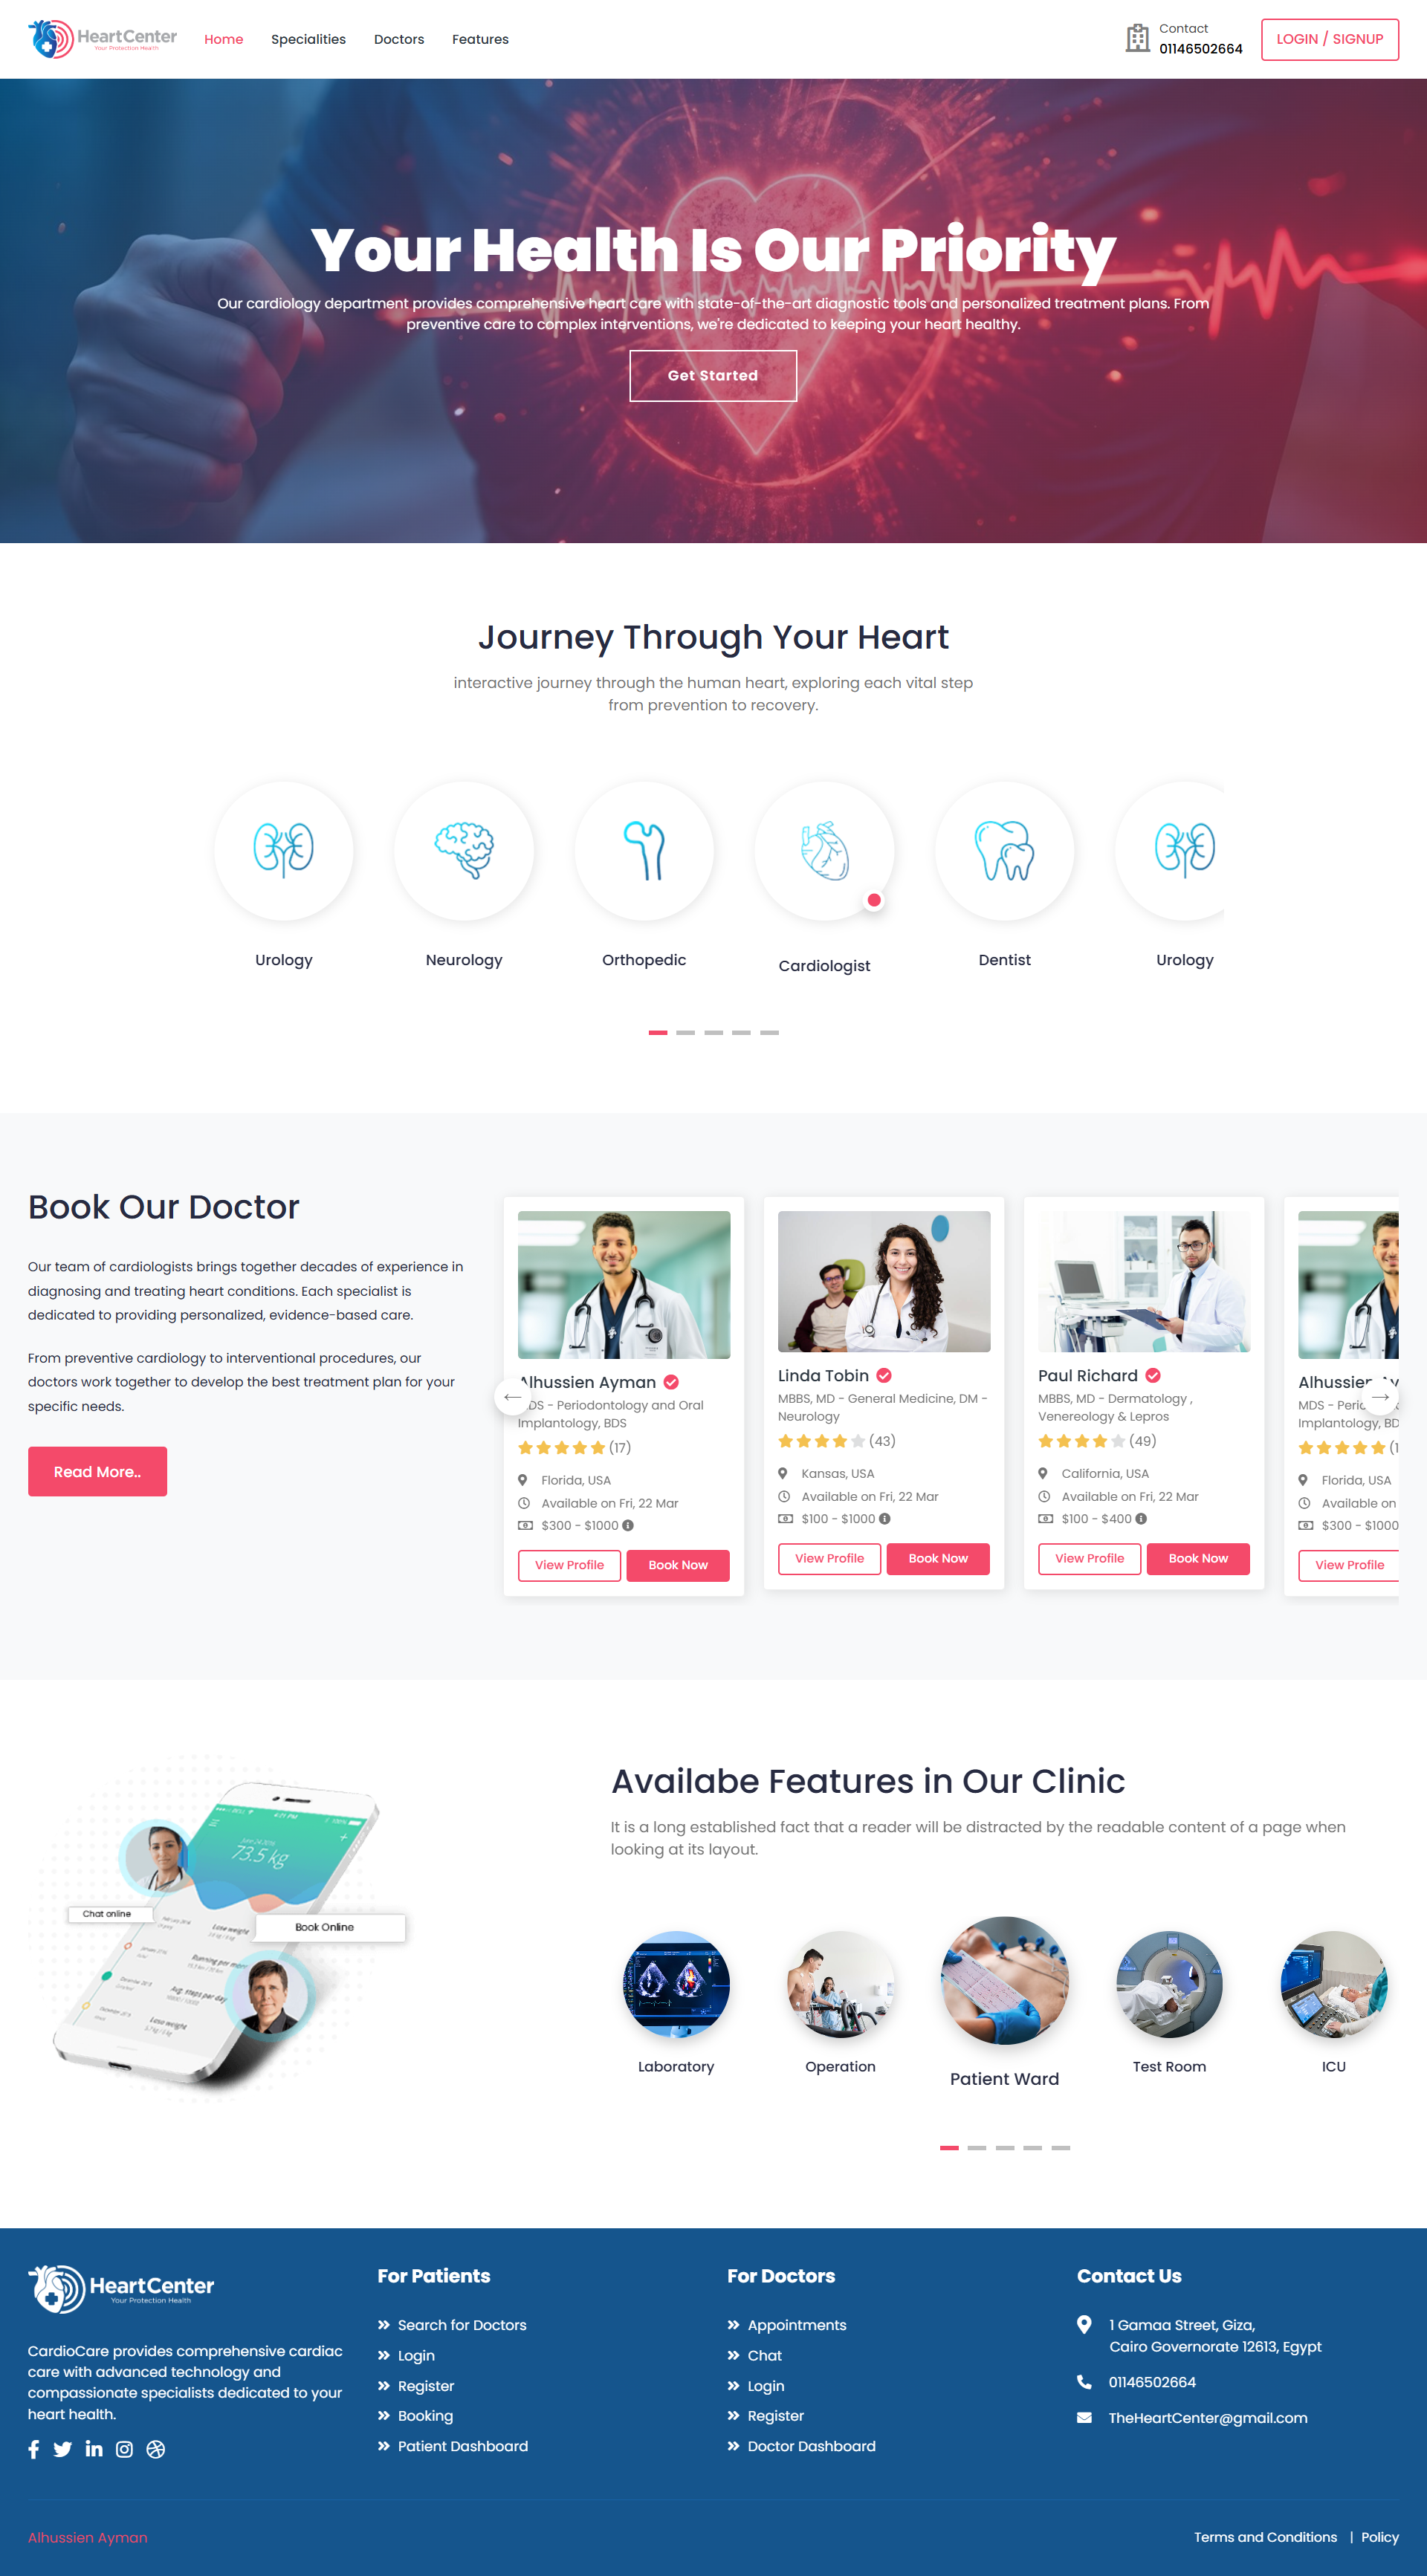 HeartCenter
Your Protection Health
Home
Specialities
Doctors
Features
Contact
01146502664
LOGIN / SIGNUP
Your Health Is Our Priority
Our cardiology department provides comprehensive heart care with state-of-the-art diagnostic tools and personalized treatment plans. From
preventive care to complex interventions, we're dedicated to keeping your heart healthy.
Get Started
Journey Through Your Heart
interactive journey through the human heart, exploring each vital step
from prevention to recovery.
Urology
Neurology
Orthopedic
Cardiologist
Dentist
Urology
Book Our Doctor
Our team of cardiologists brings together decades of experience in
diagnosing and treating heart conditions. Each specialist is
dedicated to providing personalized, evidence-based care.
From preventive cardiology to interventional procedures, our
doctors work together to develop the best treatment plan for your
specific needs.
Read More..
Alhussien Ayman
MDS - Periodontology and Oral
Implantology, BDS
(17)
Florida, USA
Available on Fri, 22 Mar
$300 - $1000
View Profile
Book Now
Linda Tobin
MBBS, MD - General Medicine, DM -
Neurology
(43)
Kansas, USA
Available on Fri, 22 Mar
$100 - $1000
View Profile
Book Now
Paul Richard
MBBS, MD - Dermatology ,
Venereology & Lepros
(49)
California, USA
Available on Fri, 22 Mar
$100 - $400
View Profile
Book Now
Alhussien Ay
MDS - Perio
Implantology, BD
(1
Florida, USA
Available on
$300 - $1000
View Profile
73.5 kg
Chat online
Book Online
Lose weight
Running per
Avg. steps per day
Lose weight
Availabe Features in Our Clinic
It is a long established fact that a reader will be distracted by the readable content of a page when
looking at its layout.
Laboratory
Operation
Patient Ward
Test Room
ICU
HeartCenter
Your Protection Health
CardioCare provides comprehensive cardiac
care with advanced technology and
compassionate specialists dedicated to your
heart health.
For Patients
Search for Doctors
Login
Register
Booking
Patient Dashboard
For Doctors
Appointments
Chat
Login
Register
Doctor Dashboard
Contact Us
1 Gamaa Street, Giza,
Cairo Governorate 12613, Egypt
01146502664
TheHeartCenter@gmail.com
Alhussien Ayman
Terms and Conditions | Policy